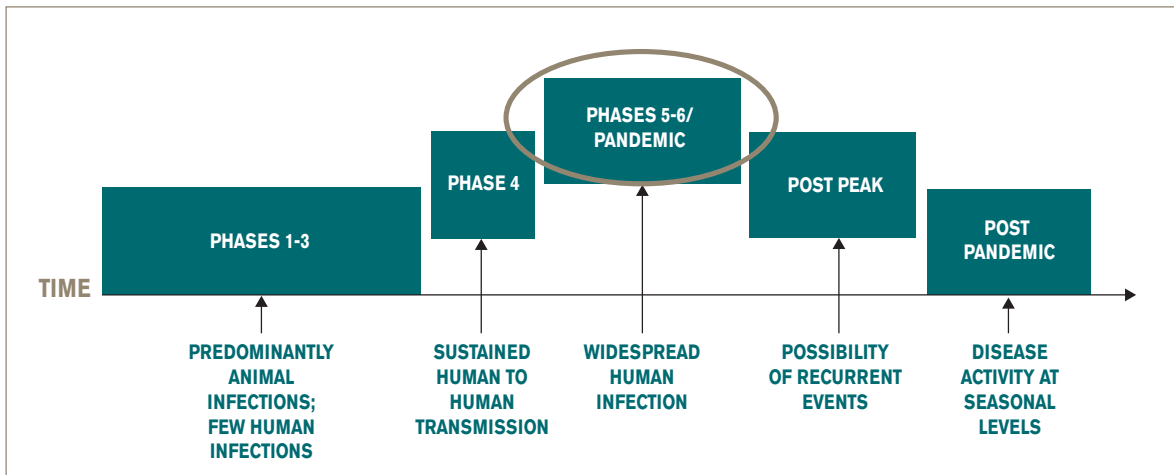 PHASES 5-6/
PANDEMIC
PHASE 4
POST PEAK
PHASES 1-3
POST
PANDEMIC
TIME
PREDOMINANTLY
ANIMAL
INFECTIONS;
FEW HUMAN
INFECTIONS
SUSTAINED
HUMAN TO
HUMAN
TRANSMISSION
WIDESPREAD
HUMAN
INFECTION
POSSIBILITY
OF RECURRENT
EVENTS
DISEASE
ACTIVITY AT
SEASONAL
LEVELS